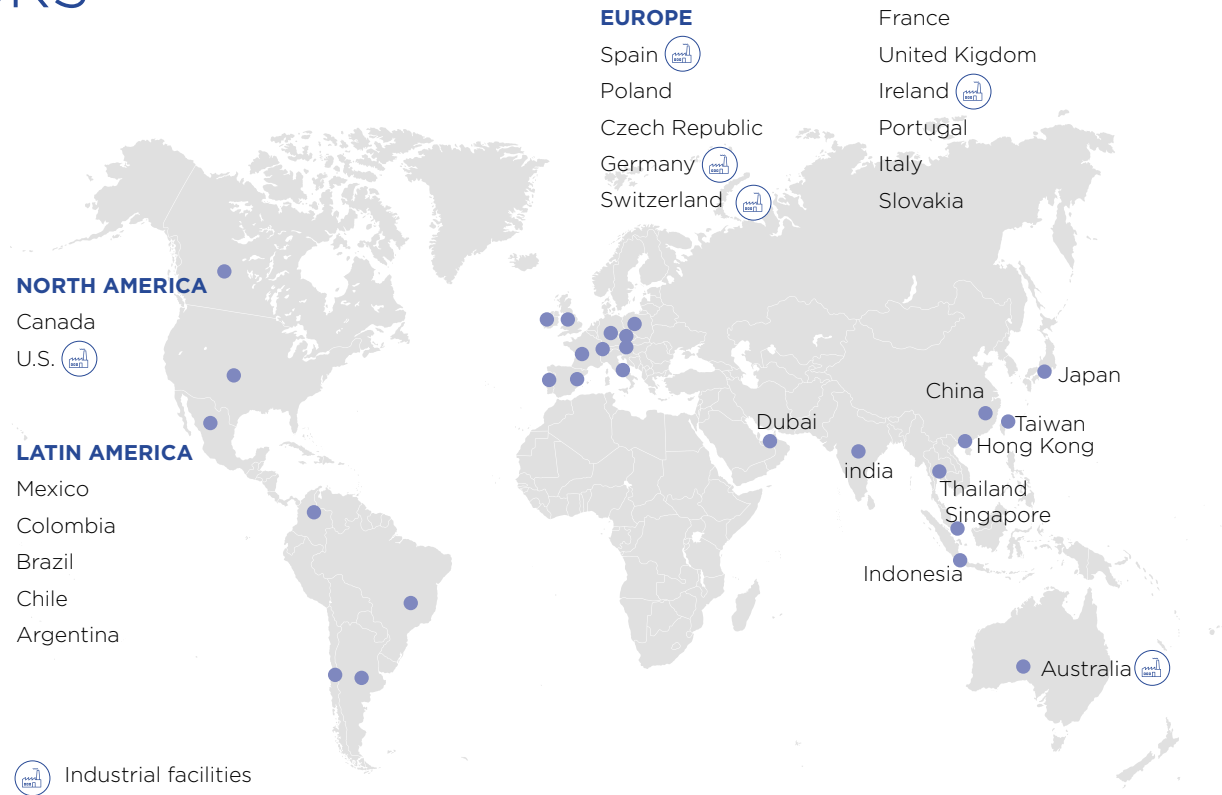 EUROPE
Spain
Poland
Czech Republic
Germany
Switzerland
France
United Kigdom
Ireland
Portugal
Italy
Slovakia
NORTH AMERICA
Canada
U.S.
LATIN AMERICA
Mexico
Colombia
Brazil
Chile
Argentina
Japan
China
Taiwan
Hong Kong
Dubai
india
Thailand
Singapore
Indonesia
Australia
Industrial facilities